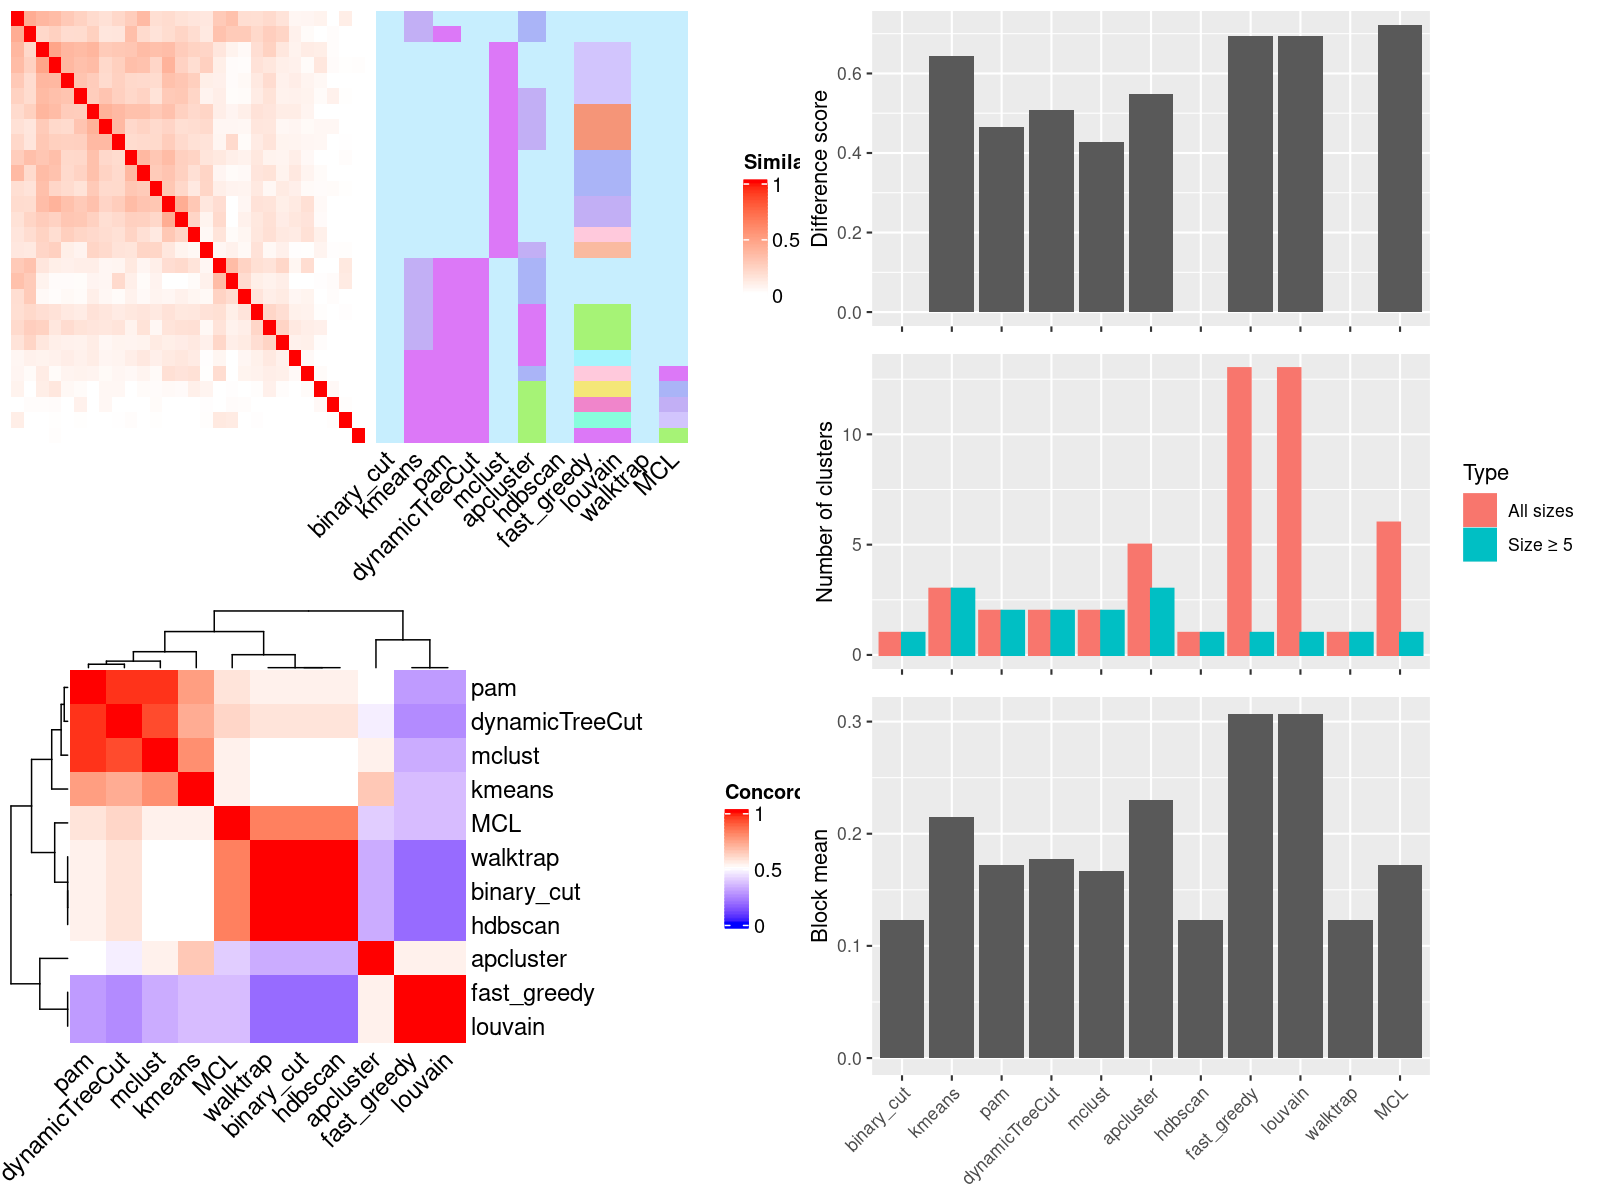 Simila
1
0.5
0
binary_cut
kmeans
pam
dynamicTreeCut
mclust
apcluster
hdbscan
fast_greedy
louvain
walktrap
MCL
Difference score
0.6
0.4
0.2
0.0
Number of clusters
10
5
0
Type
All sizes
Size ≥ 5
pam
dynamicTreeCut
mclust
kmeans
MCL
walktrap
binary_cut
hdbscan
apcluster
fast_greedy
louvain
Concord
1
0.5
0
pam
dynamicTreeCut
mclust
kmeans
MCL
walktrap
binary_cut
hdbscan
apcluster
fast_greedy
louvain
Block mean
0.3
0.2
0.1
0.0
binary_cut
kmeans
pam
dynamicTreeCut
mclust
apcluster
hdbscan
fast_greedy
louvain
walktrap
MCL